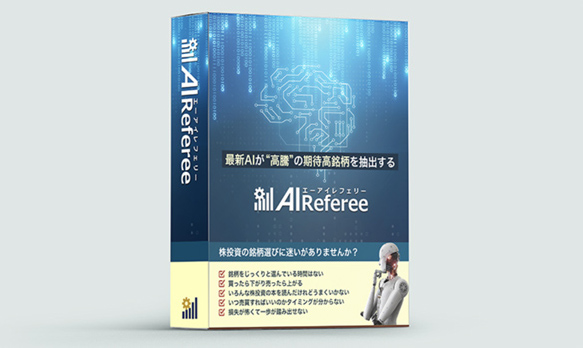 最新AIが“高騰”の期待高銘柄を抽出する
エーアイレフェリー
AIReferee
株投資の銘柄選びに迷いがありませんか？
銘柄をじっくりと選んでいる時間はない
買ったら下がり売ったら上がる
いろんな株投資の本を読んだけれどうまくいかない
いつ売買すればいいのかタイミングが分からない
損失が怖くて一歩が踏み出せない
エーアイレフェリー
AIReferee